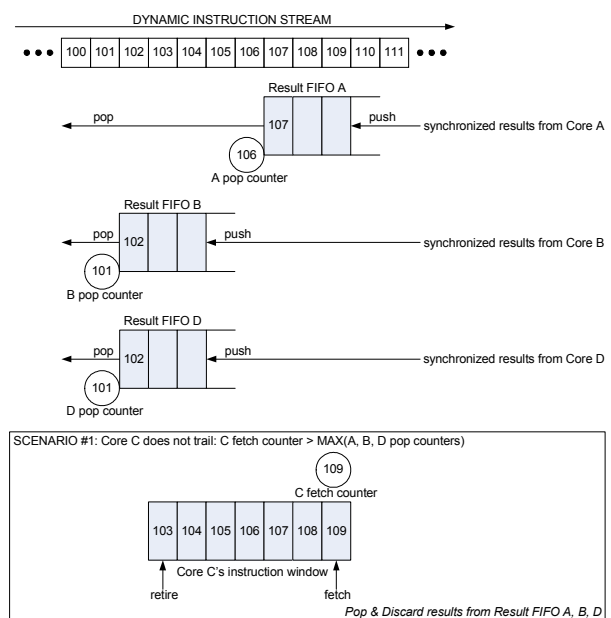 DYNAMIC INSTRUCTION STREAM
100 101 102 103 104 105 106 107 108 109 110 111
Result FIFO A
pop 107 push synchronized results from Core A
106
A pop counter
Result FIFO B
pop 102 push synchronized results from Core B
101
B pop counter
Result FIFO D
pop 102 push synchronized results from Core D
101
D pop counter
SCENARIO #1: Core C does not trail: C fetch counter > MAX(A, B, D pop counters)
109
C fetch counter
103 104 105 106 107 108 109
Core C's instruction window
retire fetch
Pop & Discard results from Result FIFO A, B, D